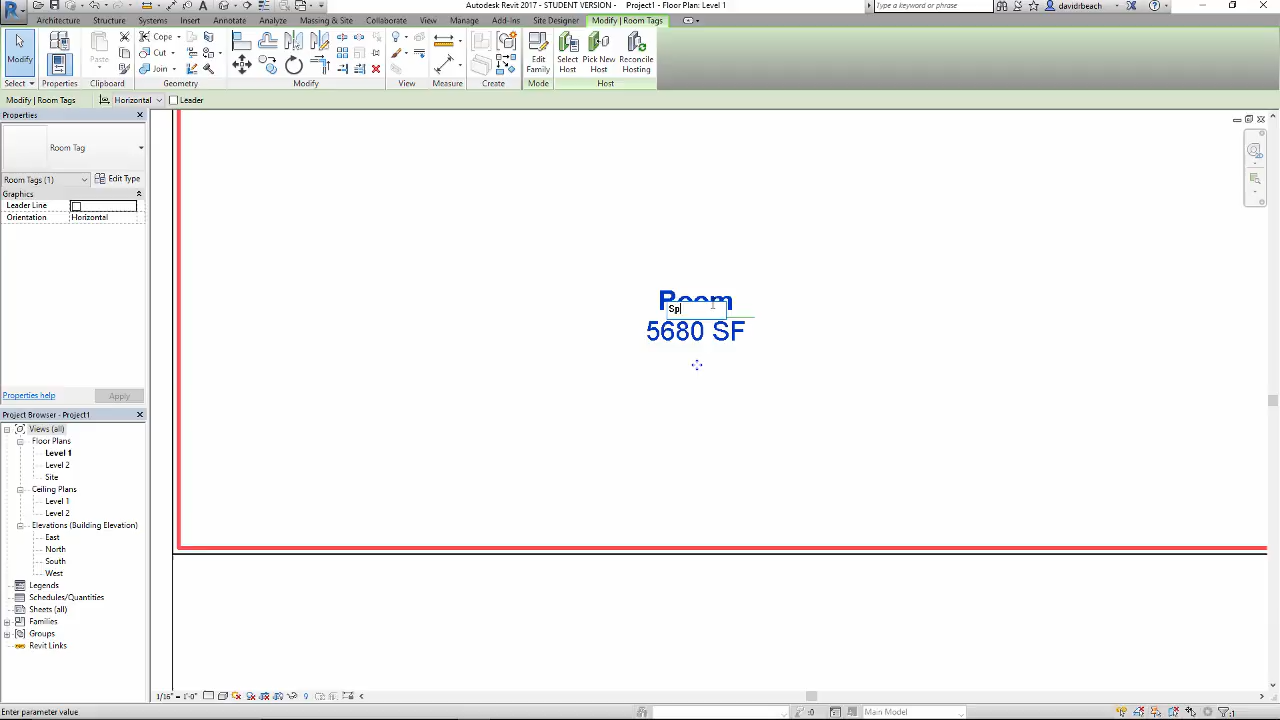 Autodesk Revit 2017 - STUDENT VERSION - Project1 - Floor Plan: Level 1
Type a keyword or phrase
davidrbeach
Architecture Structure Systems Insert Annotate Analyze Massing & Site Collaborate View Manage Add-Ins Site Designer Modify | Room Tags
Modify
Paste
Cope
Cut
Join
Edit Family
Select Host
Pick New Host
Reconcile Hosting
Select Properties Clipboard Geometry Modify View Measure Create Mode Host
Modify | Room Tags Horizontal Leader
Properties
Room Tag
Room Tags (1) Edit Type
Graphics
Leader Line
Orientation Horizontal
Room
Sp
5680 SF
Properties help Apply
Project Browser - Project1
Views (all)
Floor Plans
Level 1
Level 2
Site
Ceiling Plans
Level 1
Level 2
Elevations (Building Elevation)
East
North
South
West
Legends
Schedules/Quantities
Sheets (all)
Families
Groups
Revit Links
1/16" = 1'-0"
Enter parameter value
:0
Main Model
:1